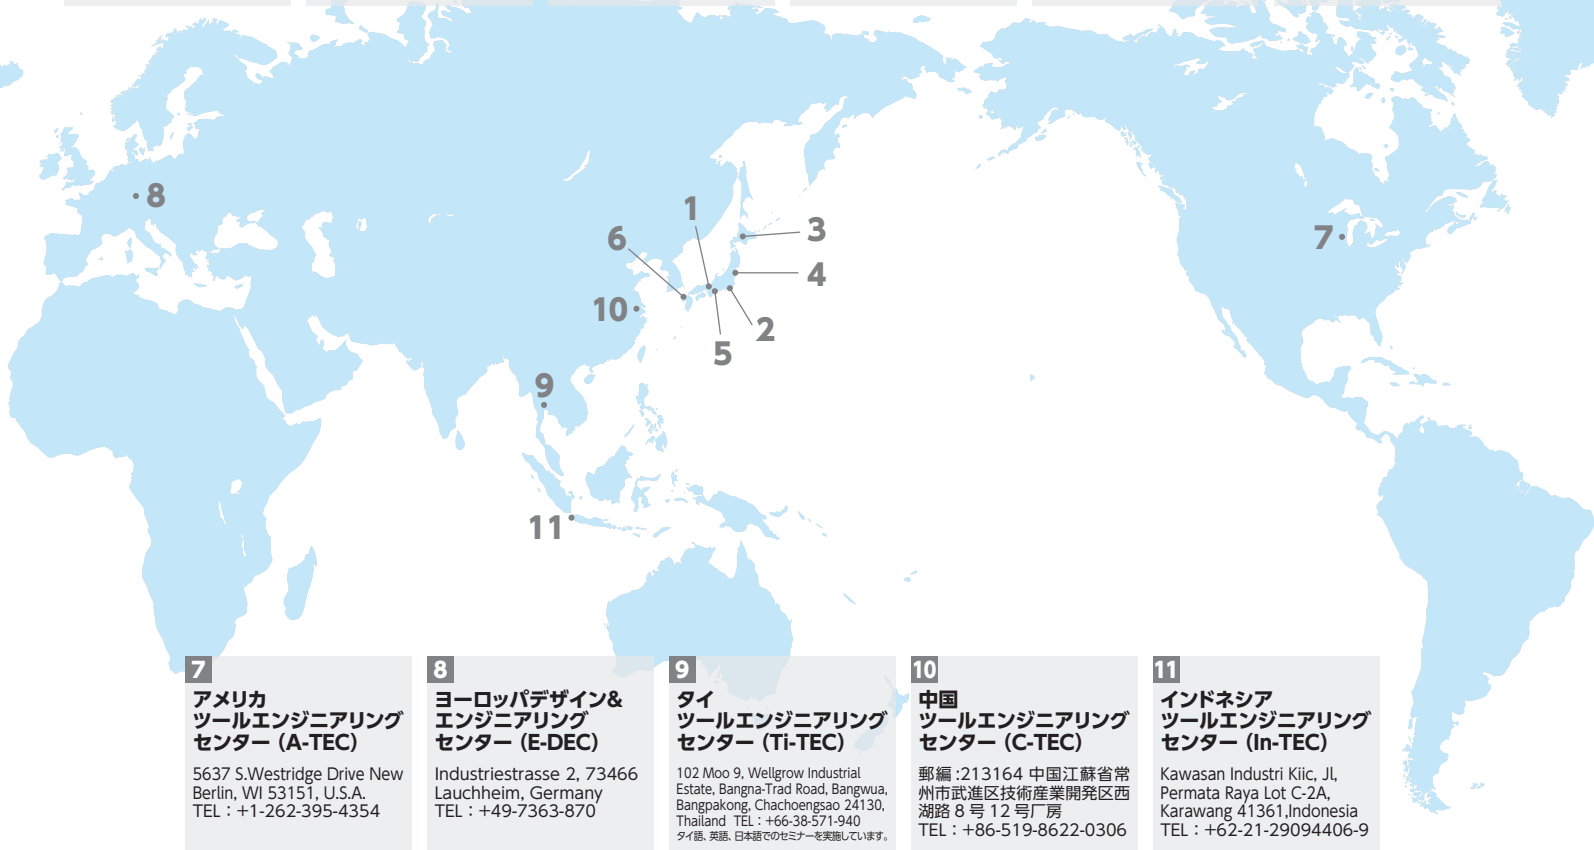 8
1
3
6
7
4
10
2
5
9
11
7
アメリカ
ツールエンジニアリング
センター（A-TEC）
5637 S.Westridge Drive New
Berlin, WI 53151, U.S.A.
TEL：+1-262-395-4354
8
ヨーロッパデザイン&
エンジニアリング
センター（E-DEC）
Industriestrasse 2, 73466
Lauchheim, Germany
TEL：+49-7363-870
9
タイ
ツールエンジニアリング
センター（Ti-TEC）
102 Moo 9, Wellgrow Industrial
Estate, Bangna-Trad Road, Bangwua,
Bangpakong, Chachoengsao 24130,
Thailand TEL：+66-38-571-940
タイ語、英語、日本語でのセミナーを実施しています。
10
中国
ツールエンジニアリング
センター（C-TEC）
郵編:213164 中国江蘇省常
州市武進区技術産業開発区西
湖路 8 号 12 号厂房
TEL：+86-519-8622-0306
11
インドネシア
ツールエンジニアリング
センター（In-TEC）
Kawasan Industri Kiic, Jl,
Permata Raya Lot C-2A,
Karawang 41361,Indonesia
TEL：+62-21-29094406-9